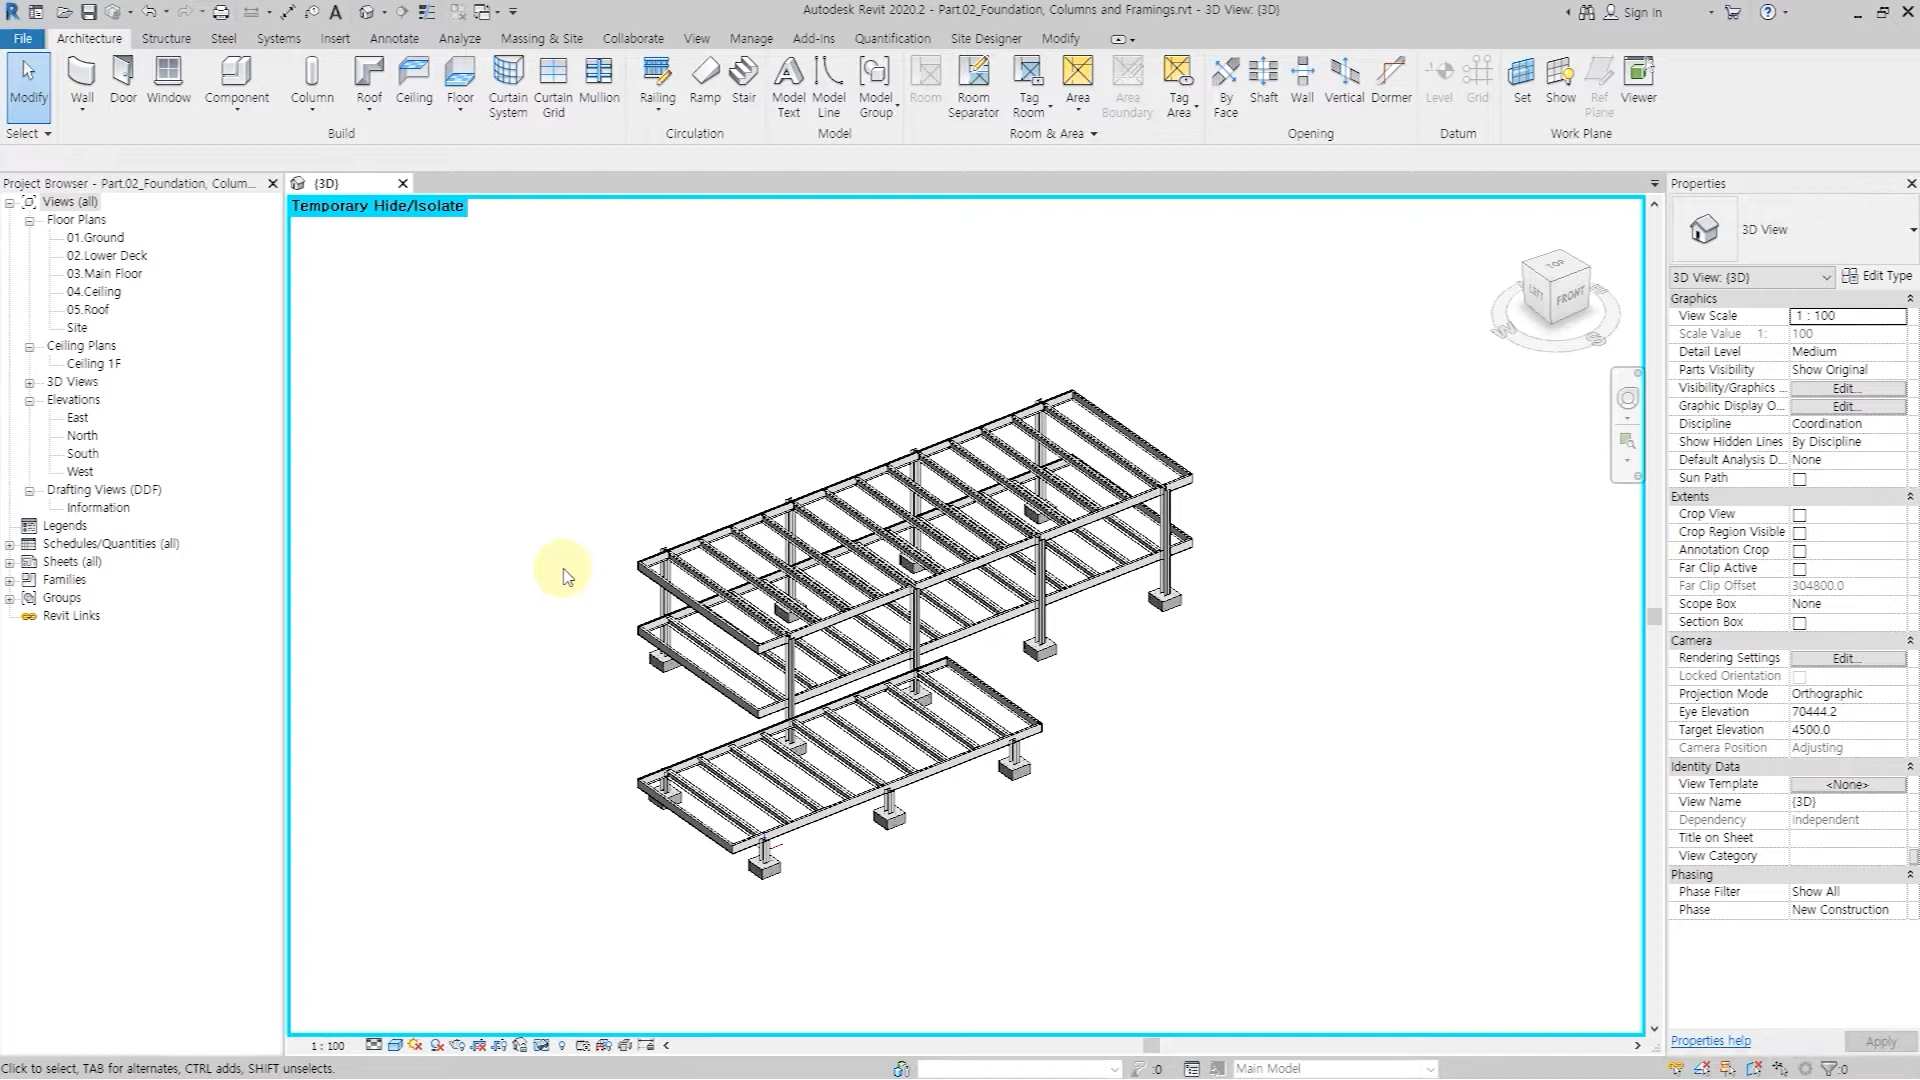 Autodesk Revit 2020.2 - Part.02_Foundation, Columns and Framings.rvt - 3D View: {3D}
Sign In
File Architecture Structure Steel Systems Insert Annotate Analyze Massing & Site Collaborate View Manage Add-Ins Quantification Site Designer Modify
Modify Wall Door Window Component Column Roof Ceiling Floor Curtain System Curtain Grid Mullion Railing Ramp Stair Model Text Model Line Model Group Room Room Separator Tag Room Area Area Boundary Tag Area By Face Shaft Wall Vertical Dormer Level Grid Set Show Ref Plane Viewer
Select Build Circulation Model Room & Area Opening Datum Work Plane
Project Browser - Part.02_Foundation, Colum...
Views (all)
Floor Plans
01.Ground
02.Lower Deck
03.Main Floor
04.Ceiling
05.Roof
Site
Ceiling Plans
Ceiling 1F
3D Views
Elevations
East
North
South
West
Drafting Views (DDF)
Information
Legends
Schedules/Quantities (all)
Sheets (all)
Families
Groups
Revit Links
{3D}
Temporary Hide/Isolate
TOP
LEFT
FRONT
W
S
Properties
3D View
3D View: {3D} Edit Type
Graphics
View Scale 1 : 100
Scale Value 1: 100
Detail Level Medium
Parts Visibility Show Original
Visibility/Graphics ... Edit...
Graphic Display O... Edit...
Discipline Coordination
Show Hidden Lines By Discipline
Default Analysis D... None
Sun Path
Extents
Crop View
Crop Region Visible
Annotation Crop
Far Clip Active
Far Clip Offset 304800.0
Scope Box None
Section Box
Camera
Rendering Settings Edit...
Locked Orientation
Projection Mode Orthographic
Eye Elevation 70444.2
Target Elevation 4500.0
Camera Position Adjusting
Identity Data
View Template <None>
View Name {3D}
Dependency Independent
Title on Sheet
View Category
Phasing
Phase Filter Show All
Phase New Construction
Properties help
Apply
1 : 100
Click to select, TAB for alternates, CTRL adds, SHIFT unselects.
:0
Main Model
:0